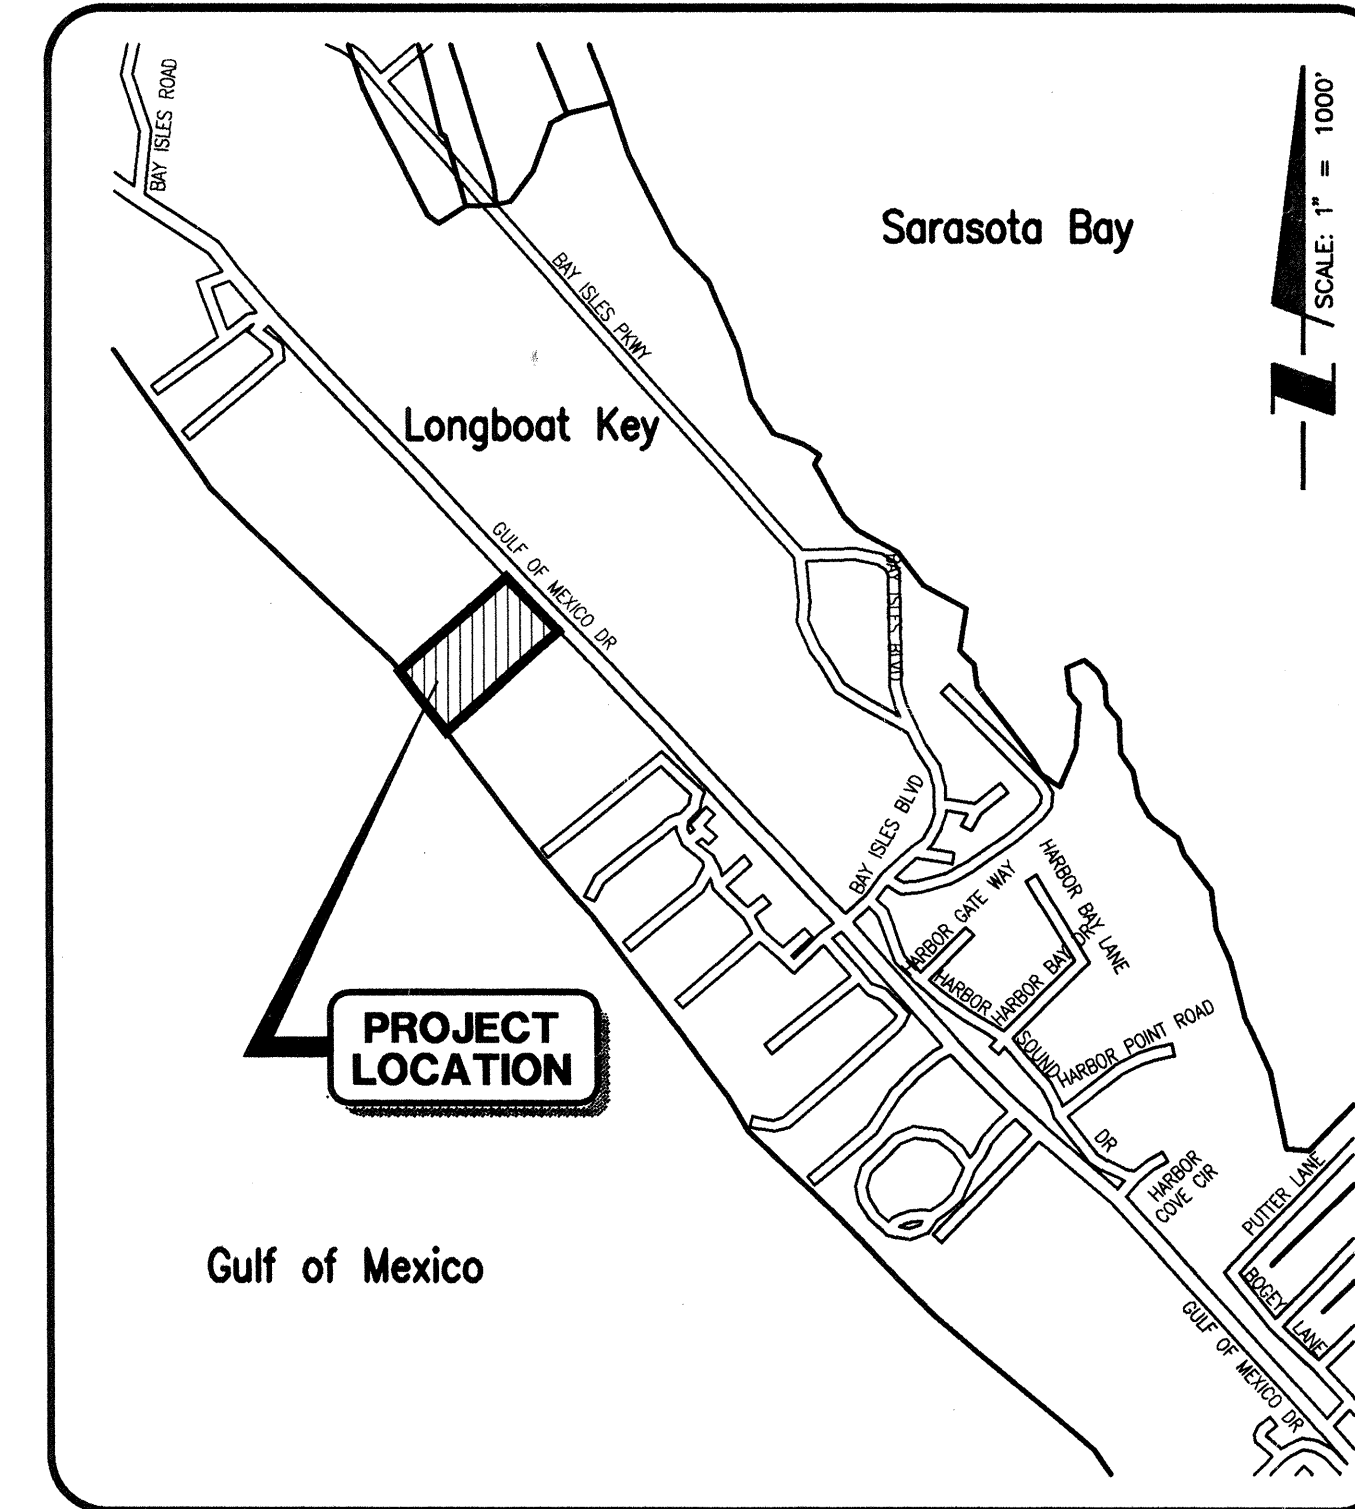 BAY ISLES ROAD
Sarasota Bay
SCALE: 1" = 1000'
N
BAY ISLES PKWY
Longboat Key
GULF OF MEXICO DR
BAY ISLES BLVD
BAY ISLES BLVD
HARBOR GATE WAY
HARBOR BAY LANE
HARBOR BAY DR
HARBOR
SOUND
DR
HARBOR POINT ROAD
PROJECT
LOCATION
HARBOR
COVE CIR
PUTTER LANE
Gulf of Mexico
BOGEY
LANE
GULF OF MEXICO DR